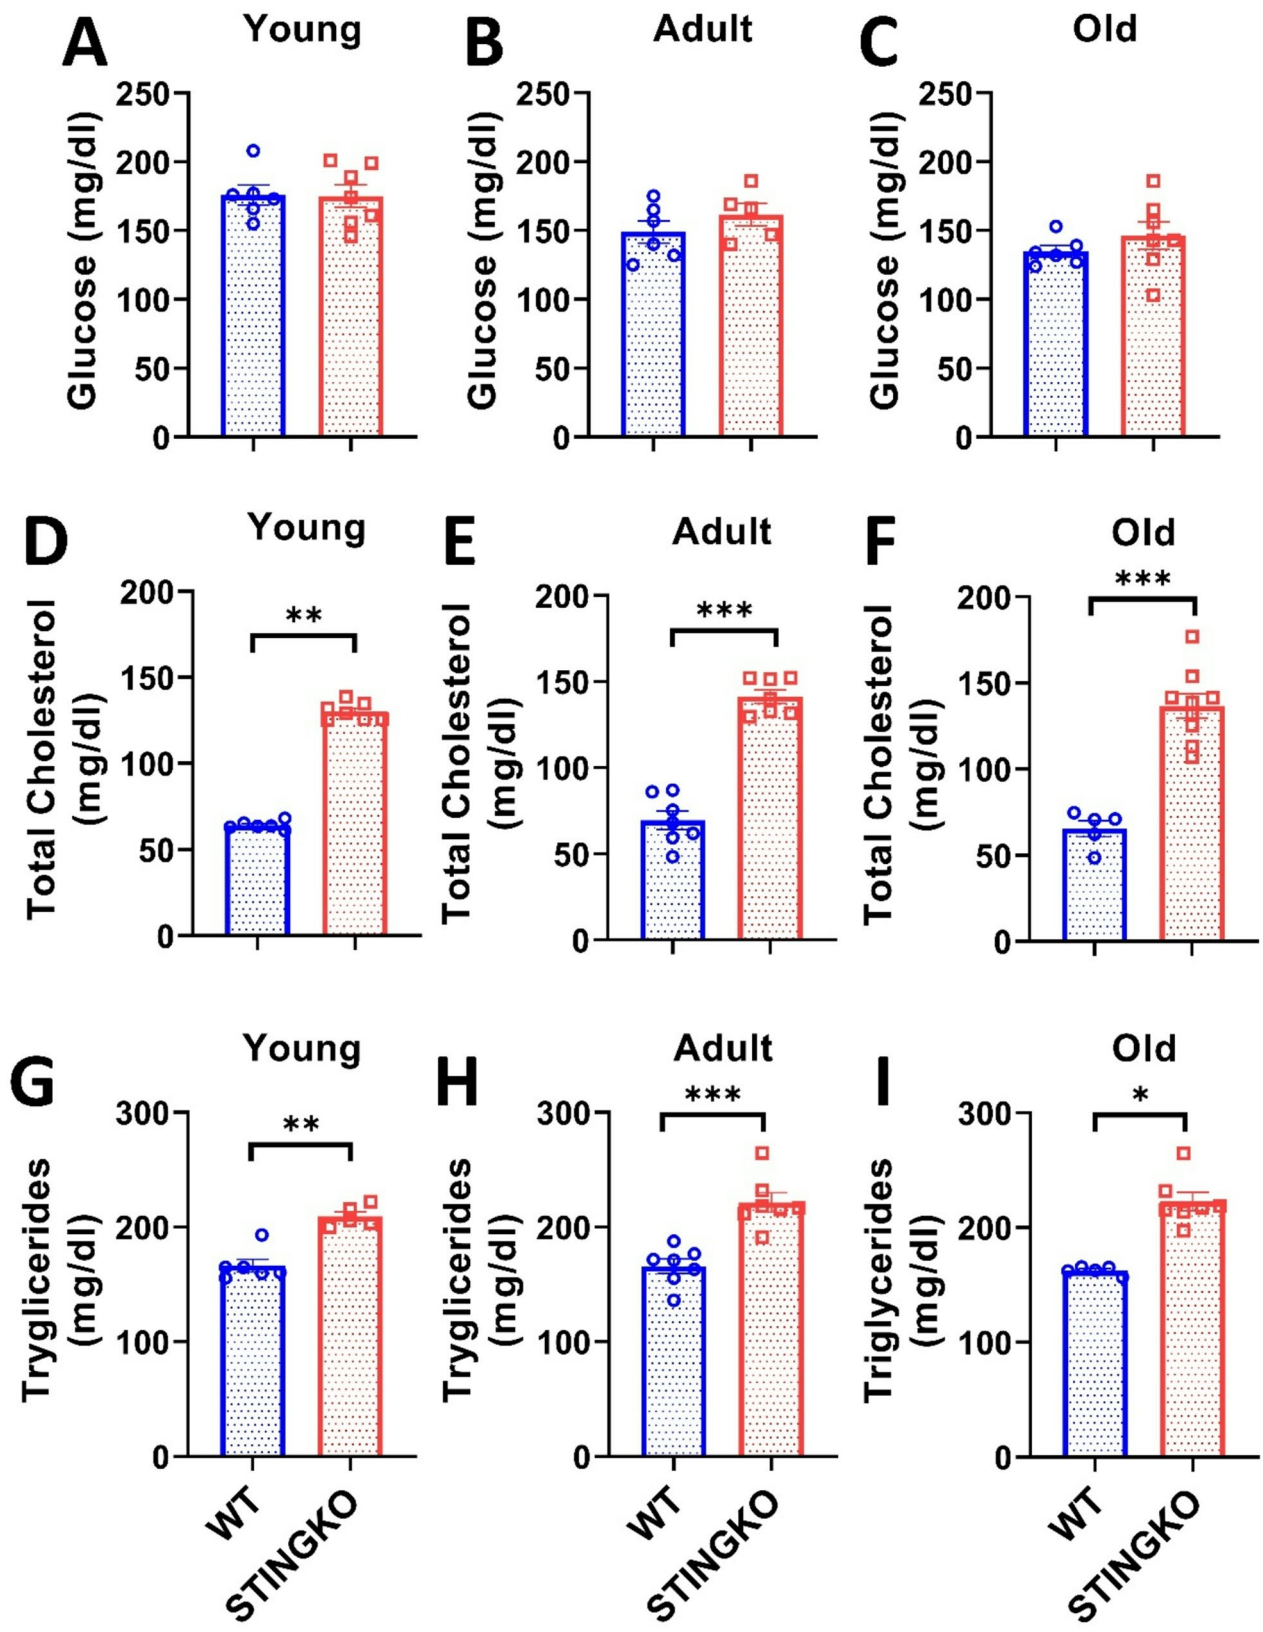 A Young
B Adult
C Old
Glucose (mg/dl)
250
200
150
100
50
0
Glucose (mg/dl)
250
200
150
100
50
0
Glucose (mg/dl)
250
200
150
100
50
0
D Young
E Adult
F Old
Total Cholesterol
(mg/dl)
200
150
100
50
0
**
Total Cholesterol
(mg/dl)
200
150
100
50
0
***
Total Cholesterol
(mg/dl)
200
150
100
50
0
***
G Young
H Adult
I Old
Tryglicerides
(mg/dl)
300
200
100
0
**
WT
STINGKO
Tryglicerides
(mg/dl)
300
200
100
0
***
WT
STINGKO
Triglycerides
(mg/dl)
300
200
100
0
*
WT
STINGKO